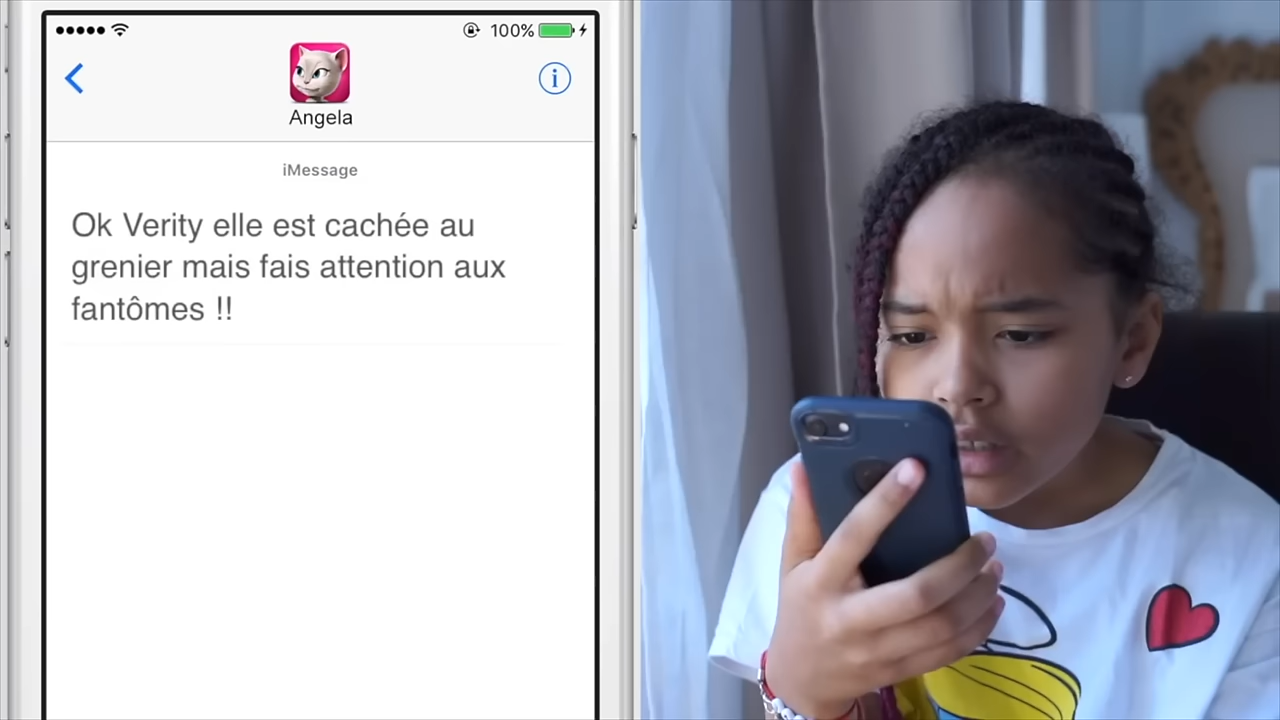 100%
Angela
iMessage
Ok Verity elle est cachée au
grenier mais fais attention aux
fantômes !!